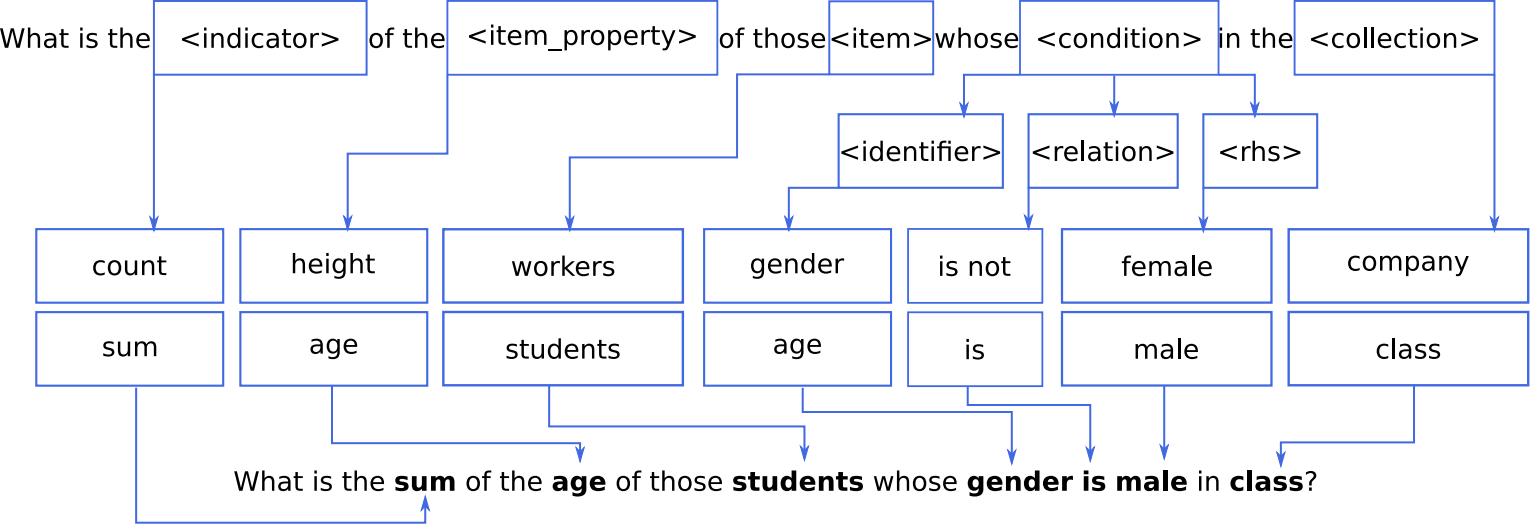 What is the <indicator> of the <item_property> of those <item> whose <condition> in the <collection>
<identifier> <relation> <rhs>
count height workers gender is not female company
sum age students age is male class
What is the sum of the age of those students whose gender is male in class?